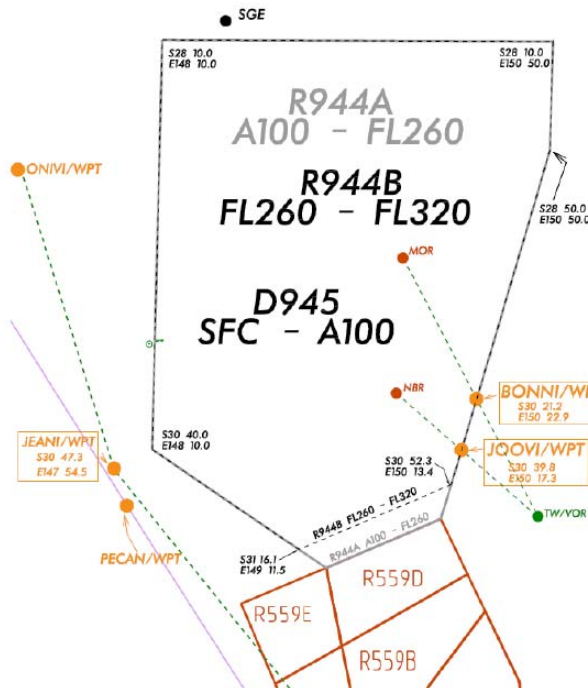 SGE
S28 10.0
E148 10.0
S28 10.0
E150 50.0
R944A
A100 - FL260
ONIVI/WPT
R944B
FL260 - FL320
S28 50.0
E150 50.0
MOR
D945
SFC - A100
NBR
BONNI/WP
S30 21.2
E150 22.9
JEANI/WPT
S30 47.3
E147 54.5
S30 40.0
E148 10.0
S30 52.3
E150 13.4
JOOVI/WPT
S30 39.8
E150 17.3
R944B FL260 - FL320
TW/VOR
R944A A100 - FL260
PECAN/WPT
S31 16.1
E149 11.5
R559D
R559E
R559B